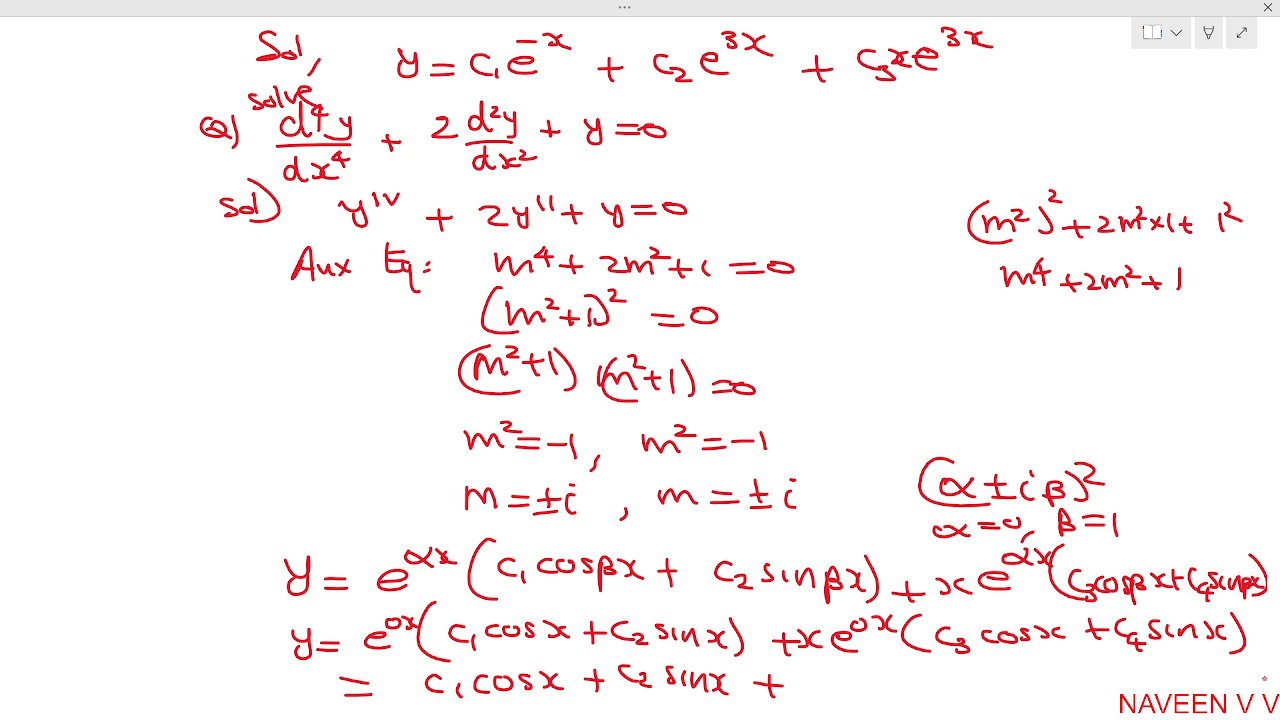 Sol, y = c₁e^{-x} + c₂e^{3x} + c₃xe^{3x}
solve
Q) d⁴y/dx⁴ + 2 d²y/dx² + y = 0
Sol) y^{IV} + 2y'' + y = 0
(m²)² + 2m²×1 + 1²
Aux Eq: m⁴ + 2m² + 1 = 0
m⁴ + 2m² + 1
(m²+1)² = 0
(m²+1) (m²+1) = 0
m² = -1, m² = -1
m = ±i, m = ±i
(α ± iβ)²
α = 0, β = 1
y = e^{αx}(c₁cosβx + c₂sinβx) + xe^{αx}(c₃cosβx + c₄sinβx)
y = e^{0x}(c₁cosx + c₂sinx) + xe^{0x}(c₃cosx + c₄sinx)
= c₁cosx + c₂sinx +
NAVEEN V V